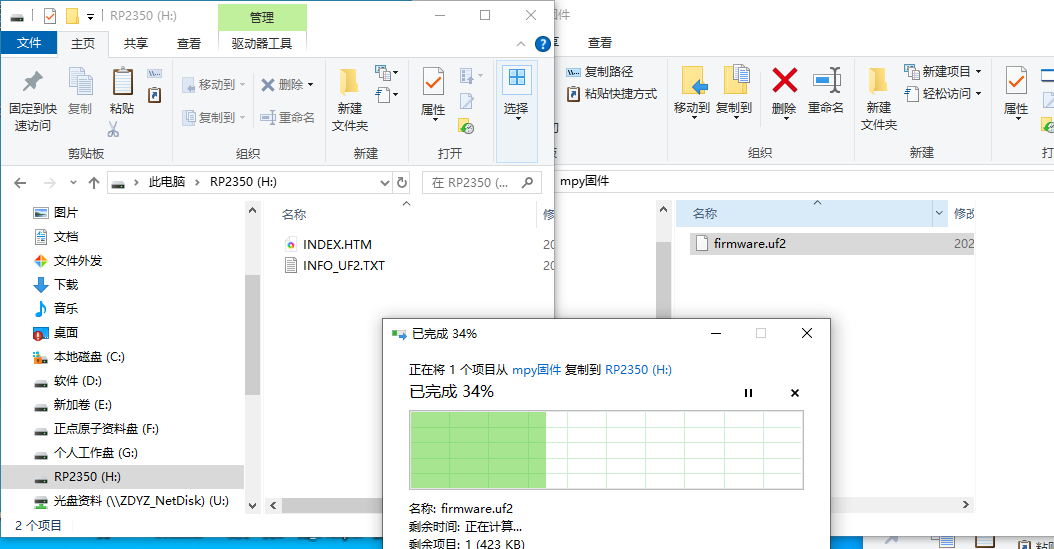 RP2350 (H:)
管理
固件
文件
主页
共享
查看
驱动器工具
查看
固定到快
速访问
复制
粘贴
移动到
复制到
删除
重命名
新建
文件夹
属性
选择
剪贴板
组织
新建
打开
复制路径
粘贴快捷方式
移动到
复制到
删除
重命名
新建
文件夹
新建项目
轻松访问
属性
组织
新建
打
此电脑
RP2350 (H:)
在 RP2350 (...
mpy固件
图片
文档
文件外发
下载
音乐
桌面
本地磁盘 (C:)
软件 (D:)
新加卷 (E:)
正点原子资料盘 (F:)
个人工作盘 (G:)
RP2350 (H:)
光盘资料 (\\ZDYZ_NetDisk) (U:)
2 个项目
名称
修
INDEX.HTM
20
INFO_UF2.TXT
20
名称
修改
firmware.uf2
202
已完成 34%
正在将 1 个项目从 mpy固件 复制到 RP2350 (H:)
已完成 34%
名称: firmware.uf2
剩余时间: 正在计算...
剩余项目: 1 (423 KB)